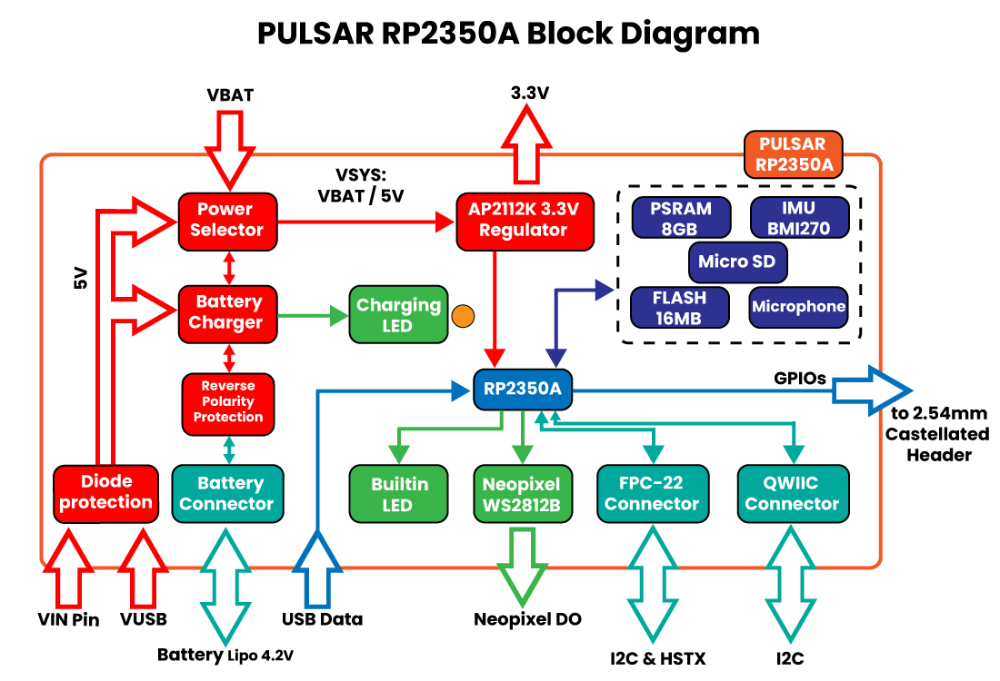 PULSAR RP2350A Block Diagram
VBAT
3.3V
PULSAR
RP2350A
VSYS:
VBAT / 5V
Power
Selector
AP2112K 3.3V
Regulator
PSRAM
8GB
IMU
BMI270
Micro SD
FLASH
16MB
Microphone
5V
Battery
Charger
Charging
LED
Reverse
Polarity
Protection
RP2350A
GPIOs
to 2.54mm
Castellated
Header
Diode
protection
Battery
Connector
Builtin
LED
Neopixel
WS2812B
FPC-22
Connector
QWIIC
Connector
VIN Pin
VUSB
USB Data
Neopixel DO
Battery Lipo 4.2V
I2C & HSTX
I2C